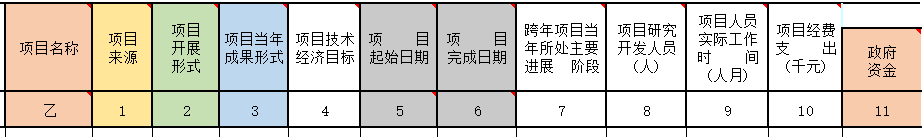 项目名称
项目
来源
项目
开展
形式
项目当年
成果形式
项目技术
经济目标
项 目
起始日期
项 目
完成日期
跨年项目当
年所处主要
进展 阶段
项目研究
开发人员
(人)
项目人员
实际工作
时 间
(人月)
项目经费
支 出
(千元)
政府
资金
乙
1
2
3
4
5
6
7
8
9
10
11